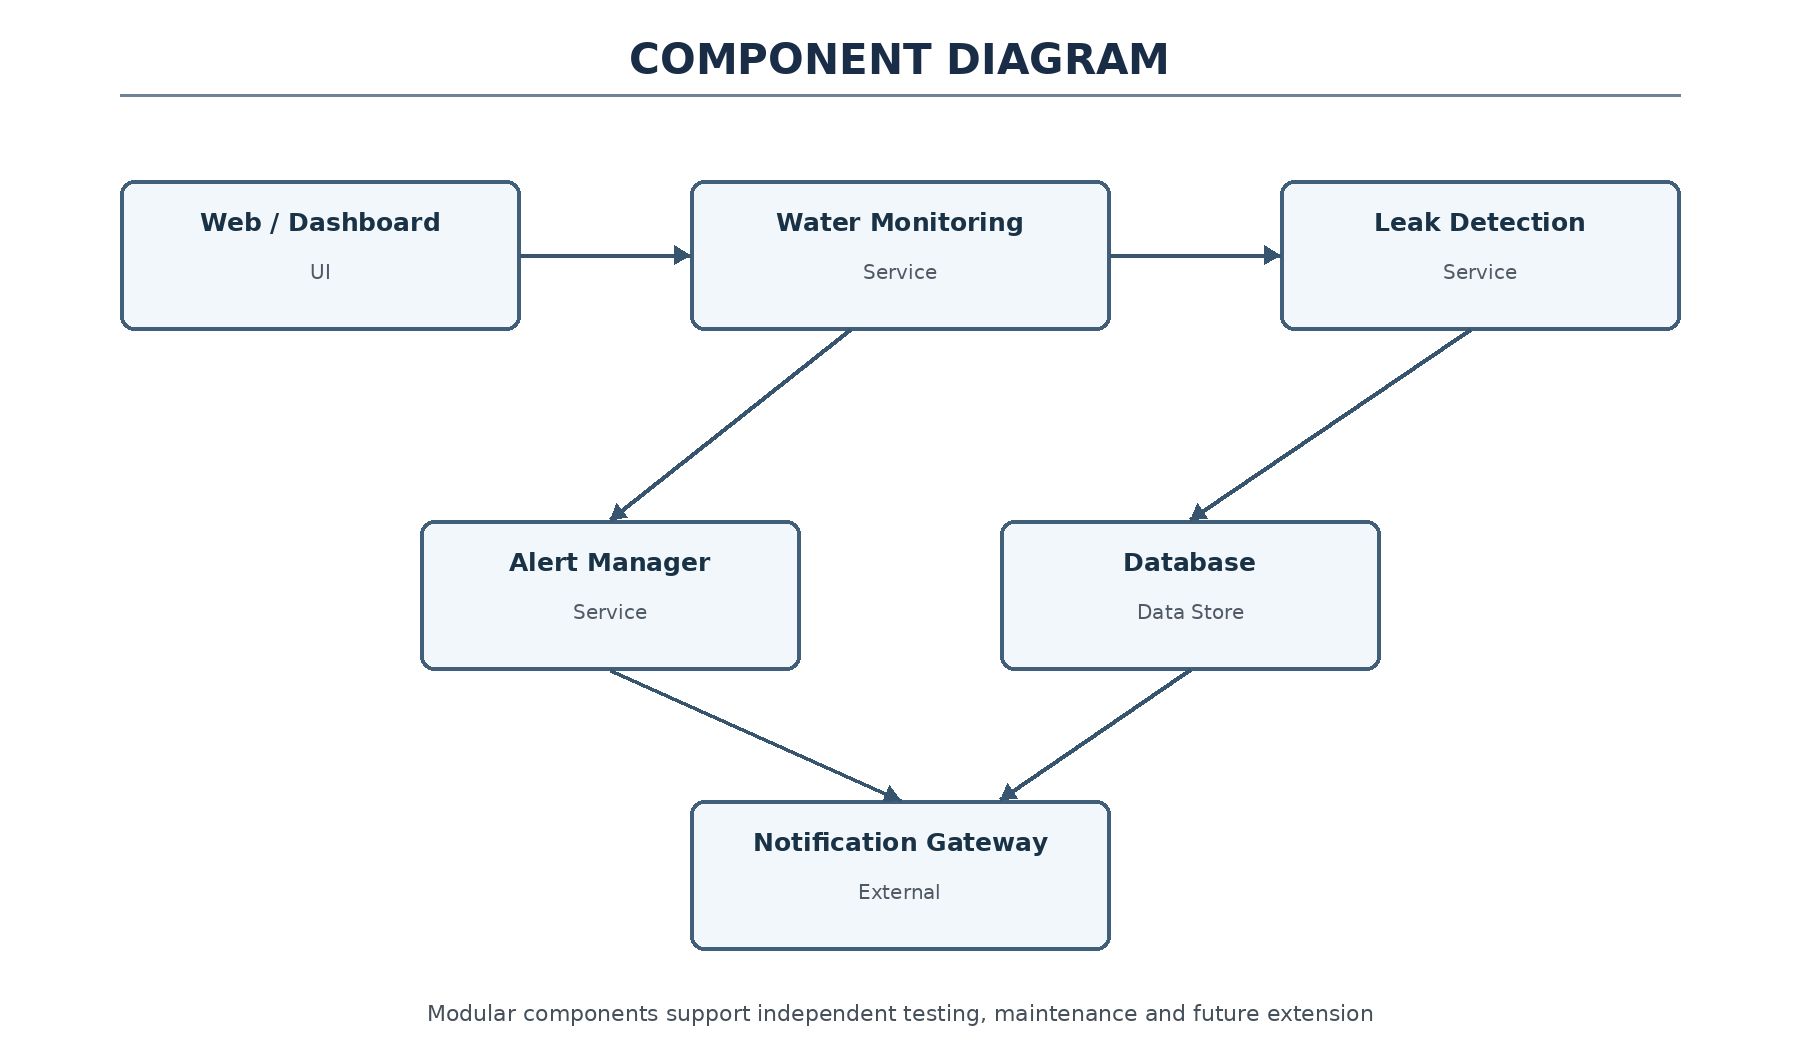 COMPONENT DIAGRAM
Web / Dashboard
UI
Water Monitoring
Service
Leak Detection
Service
Alert Manager
Service
Database
Data Store
Notification Gateway
External
Modular components support independent testing, maintenance and future extension